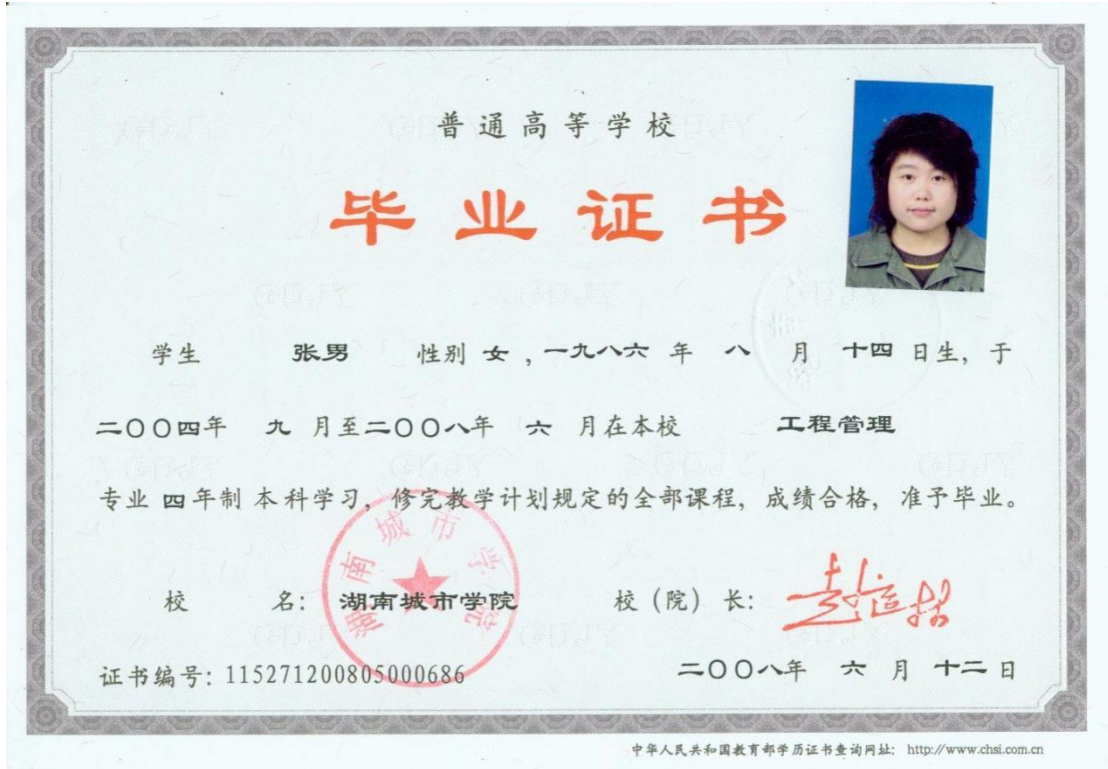 普通高等学校
毕业证书
学生 张男 性别 女 ,一九八六 年 八 月 十四 日生, 于
二〇〇四年 九 月至二〇〇八年 六 月在本校 工程管理
专业 四年制 本科学习, 修完教学计划规定的全部课程, 成绩合格, 准予毕业。
湖南城市学院
校 名: 湖南城市学院 校(院)长:
证书编号: 115271200805000686 二〇〇八年 六 月 十二 日
中华人民共和国教育部学历证书查询网址: http://www.chsi.com.cn